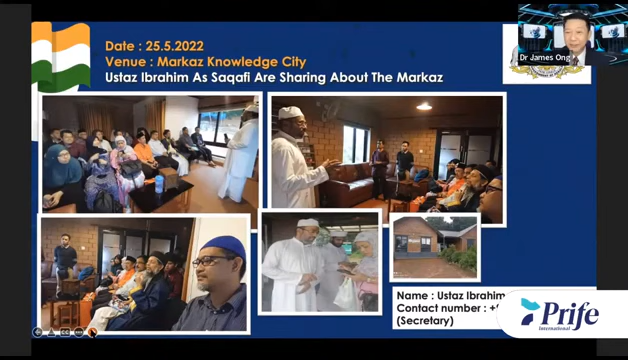 Date : 25.5.2022
Venue : Markaz Knowledge City
Ustaz Ibrahim As Saqafi Are Sharing About The Markaz
Dr James Ong
Name : Ustaz Ibrahim
Contact number : +
(Secretary)
Prife
International